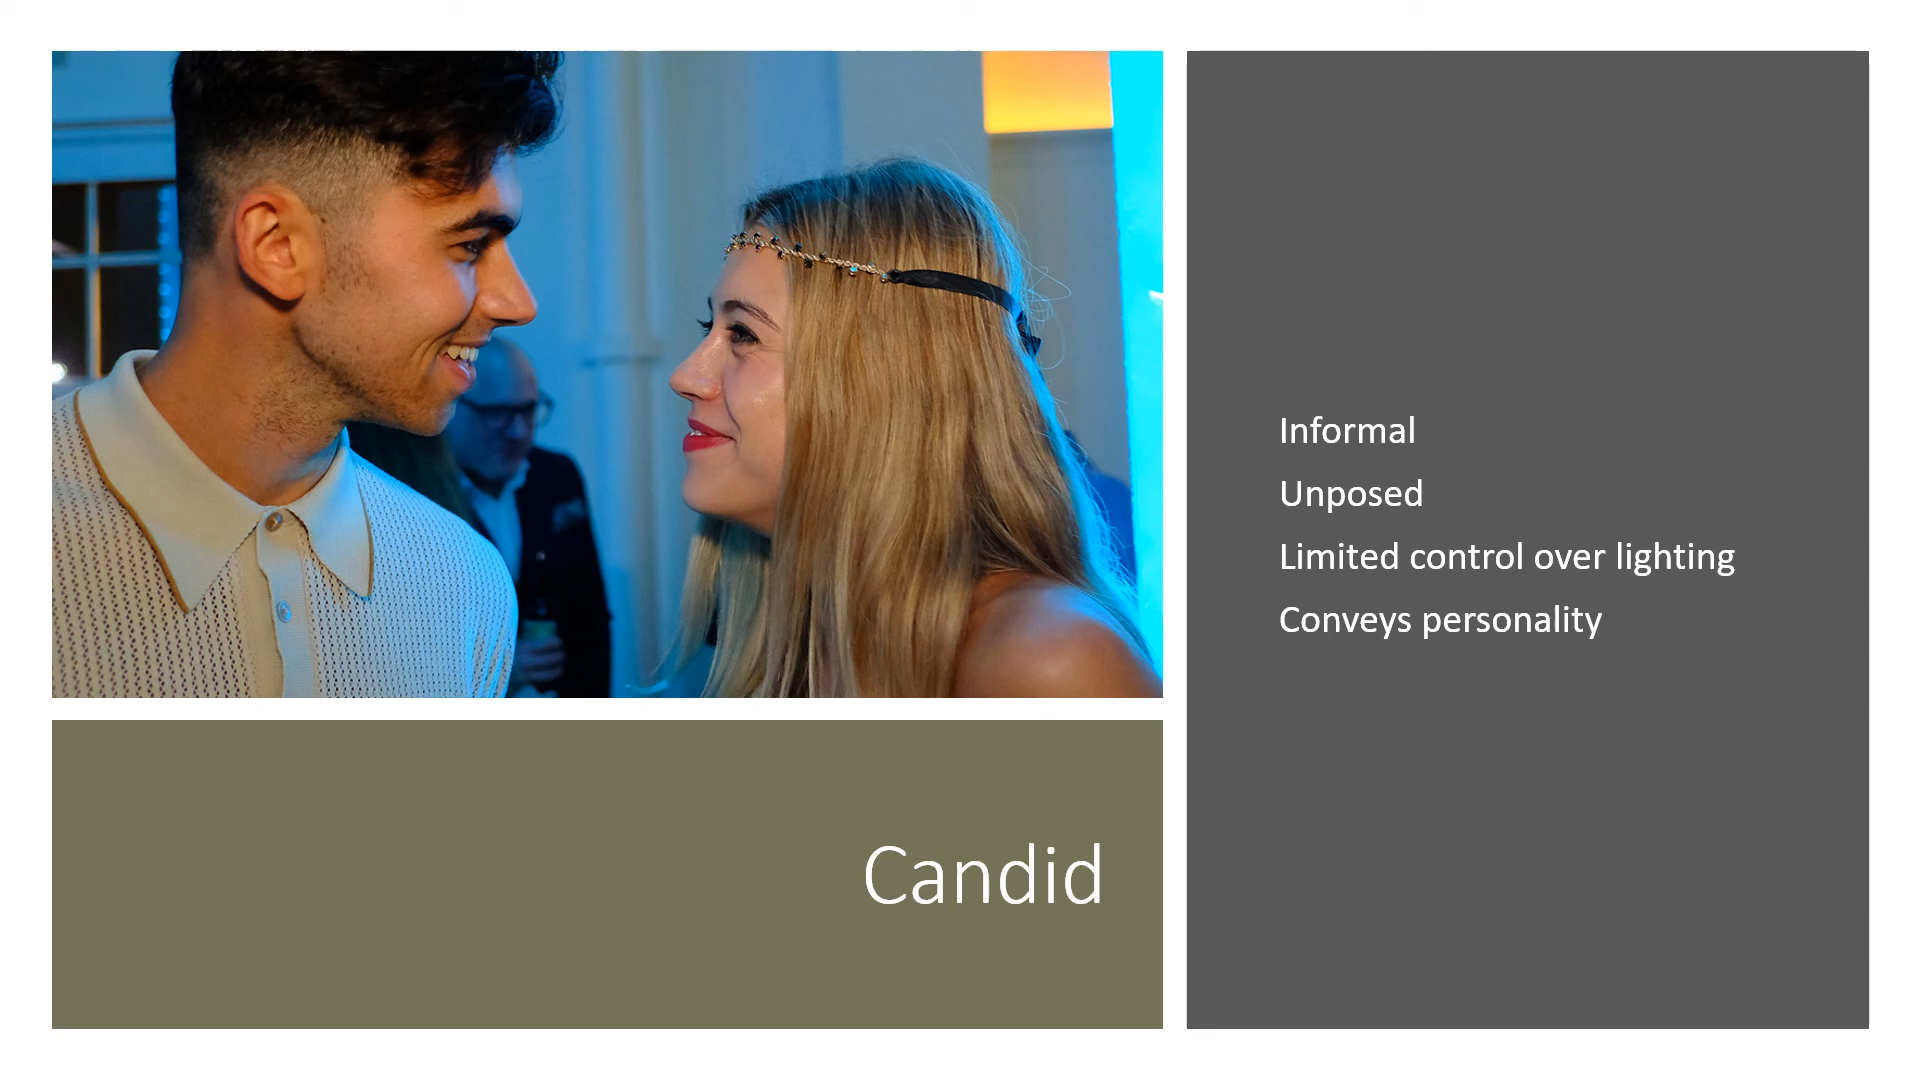 Candid
Informal
Unposed
Limited control over lighting
Conveys personality